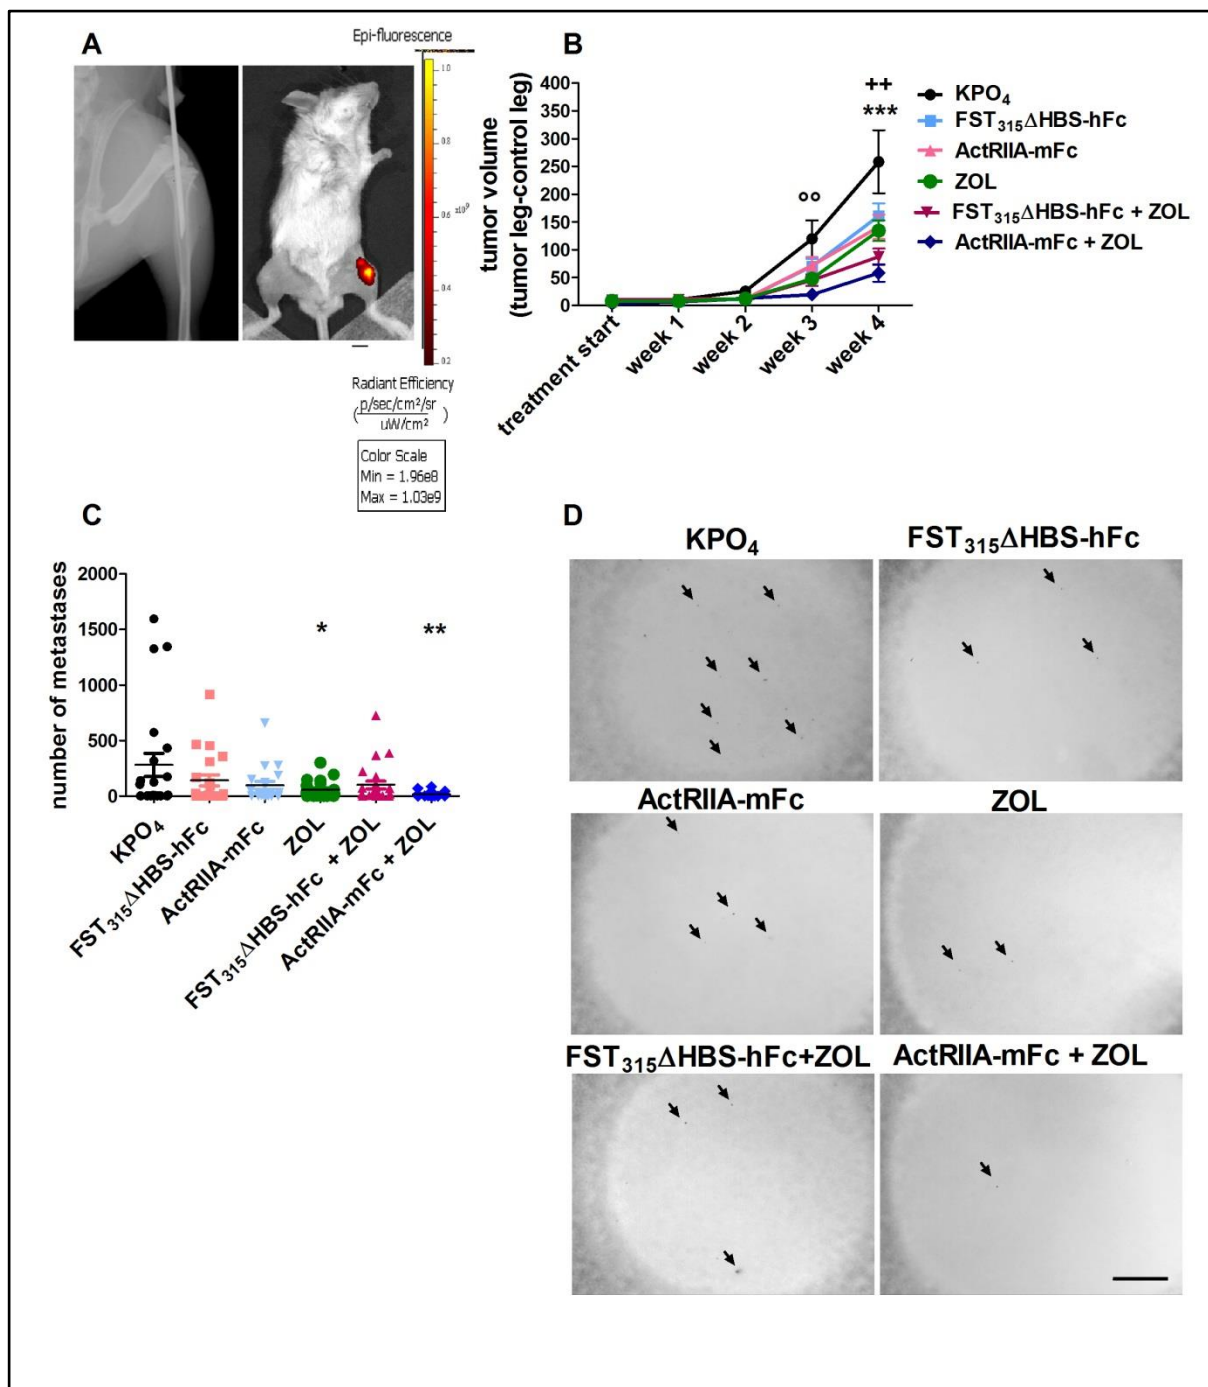 A
Epi-fluorescence
1.0
0.8
x10⁹
0.6
0.4
0.2
Radiant Efficiency
(p/sec/cm²/sr
uW/cm²)
Color Scale
Min = 1.96e8
Max = 1.03e9
B
tumor volume
(tumor leg-control leg)
400
350
300
250
200
150
100
50
0
treatment start
week 1
week 2
week 3
week 4
°°
++
***
KPO₄
FST₃₁₅ΔHBS-hFc
ActRIIA-mFc
ZOL
FST₃₁₅ΔHBS-hFc + ZOL
ActRIIA-mFc + ZOL
C
number of metastases
2000
1500
1000
500
0
*
**
KPO₄
FST₃₁₅ΔHBS-hFc
ActRIIA-mFc
ZOL
FST₃₁₅ΔHBS-hFc + ZOL
ActRIIA-mFc + ZOL
D
KPO₄
FST₃₁₅ΔHBS-hFc
ActRIIA-mFc
ZOL
FST₃₁₅ΔHBS-hFc+ZOL
ActRIIA-mFc + ZOL